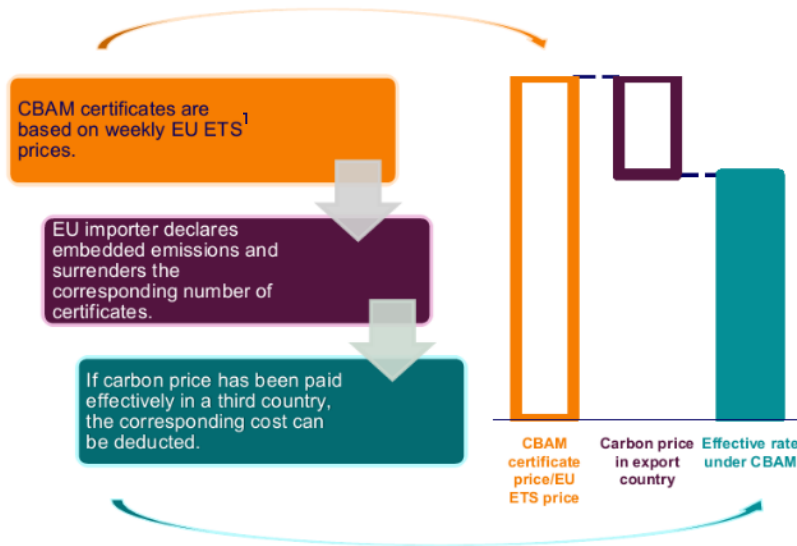 CBAM certificates are
based on weekly EU ETS1
prices.
EU importer declares
embedded emissions and
surrenders the
corresponding number of
certificates.
If carbon price has been paid
effectively in a third country,
the corresponding cost can
be deducted.
CBAM
certificate
price/EU
ETS price
Carbon price
in export
country
Effective rate
under CBAM